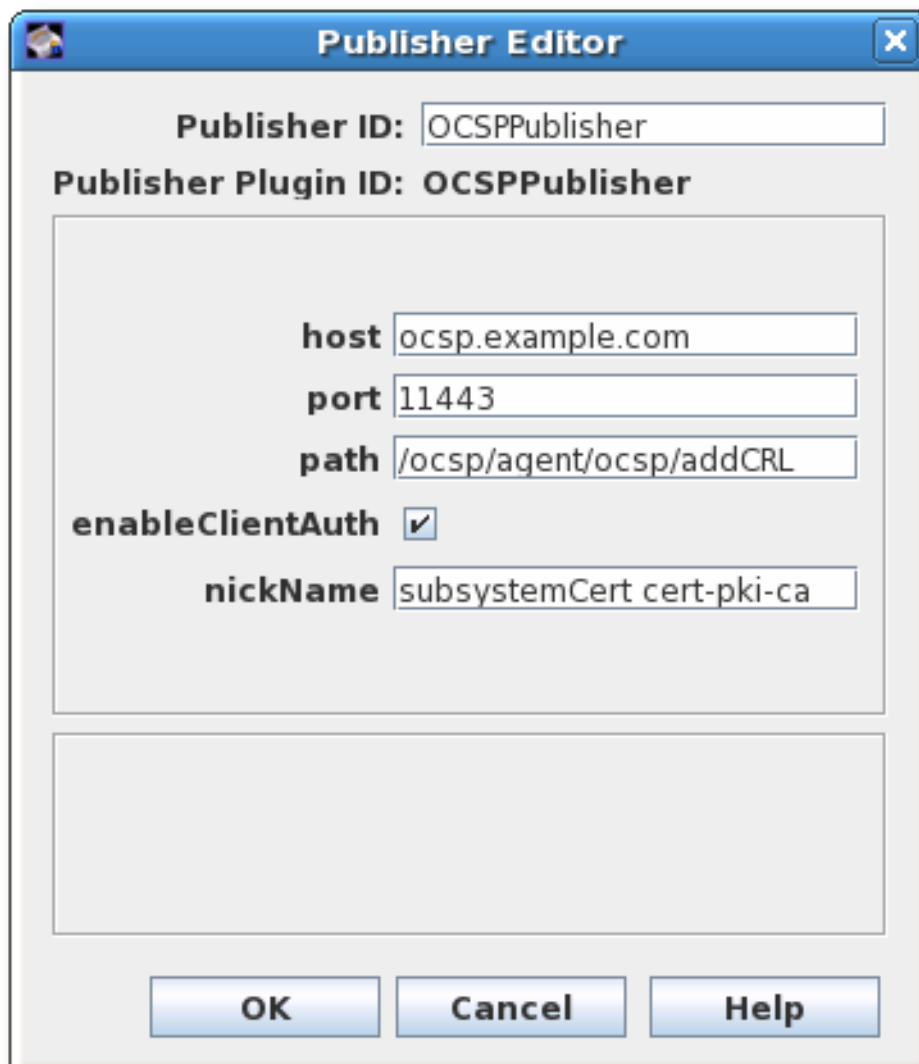 Publisher Editor
Publisher ID: OCSPPublisher
Publisher Plugin ID: OCSPPublisher
host ocsp.example.com
port 11443
path /ocsp/agent/ocsp/addCRL
enableClientAuth
nickName subsystemCert cert-pki-ca
OK Cancel Help